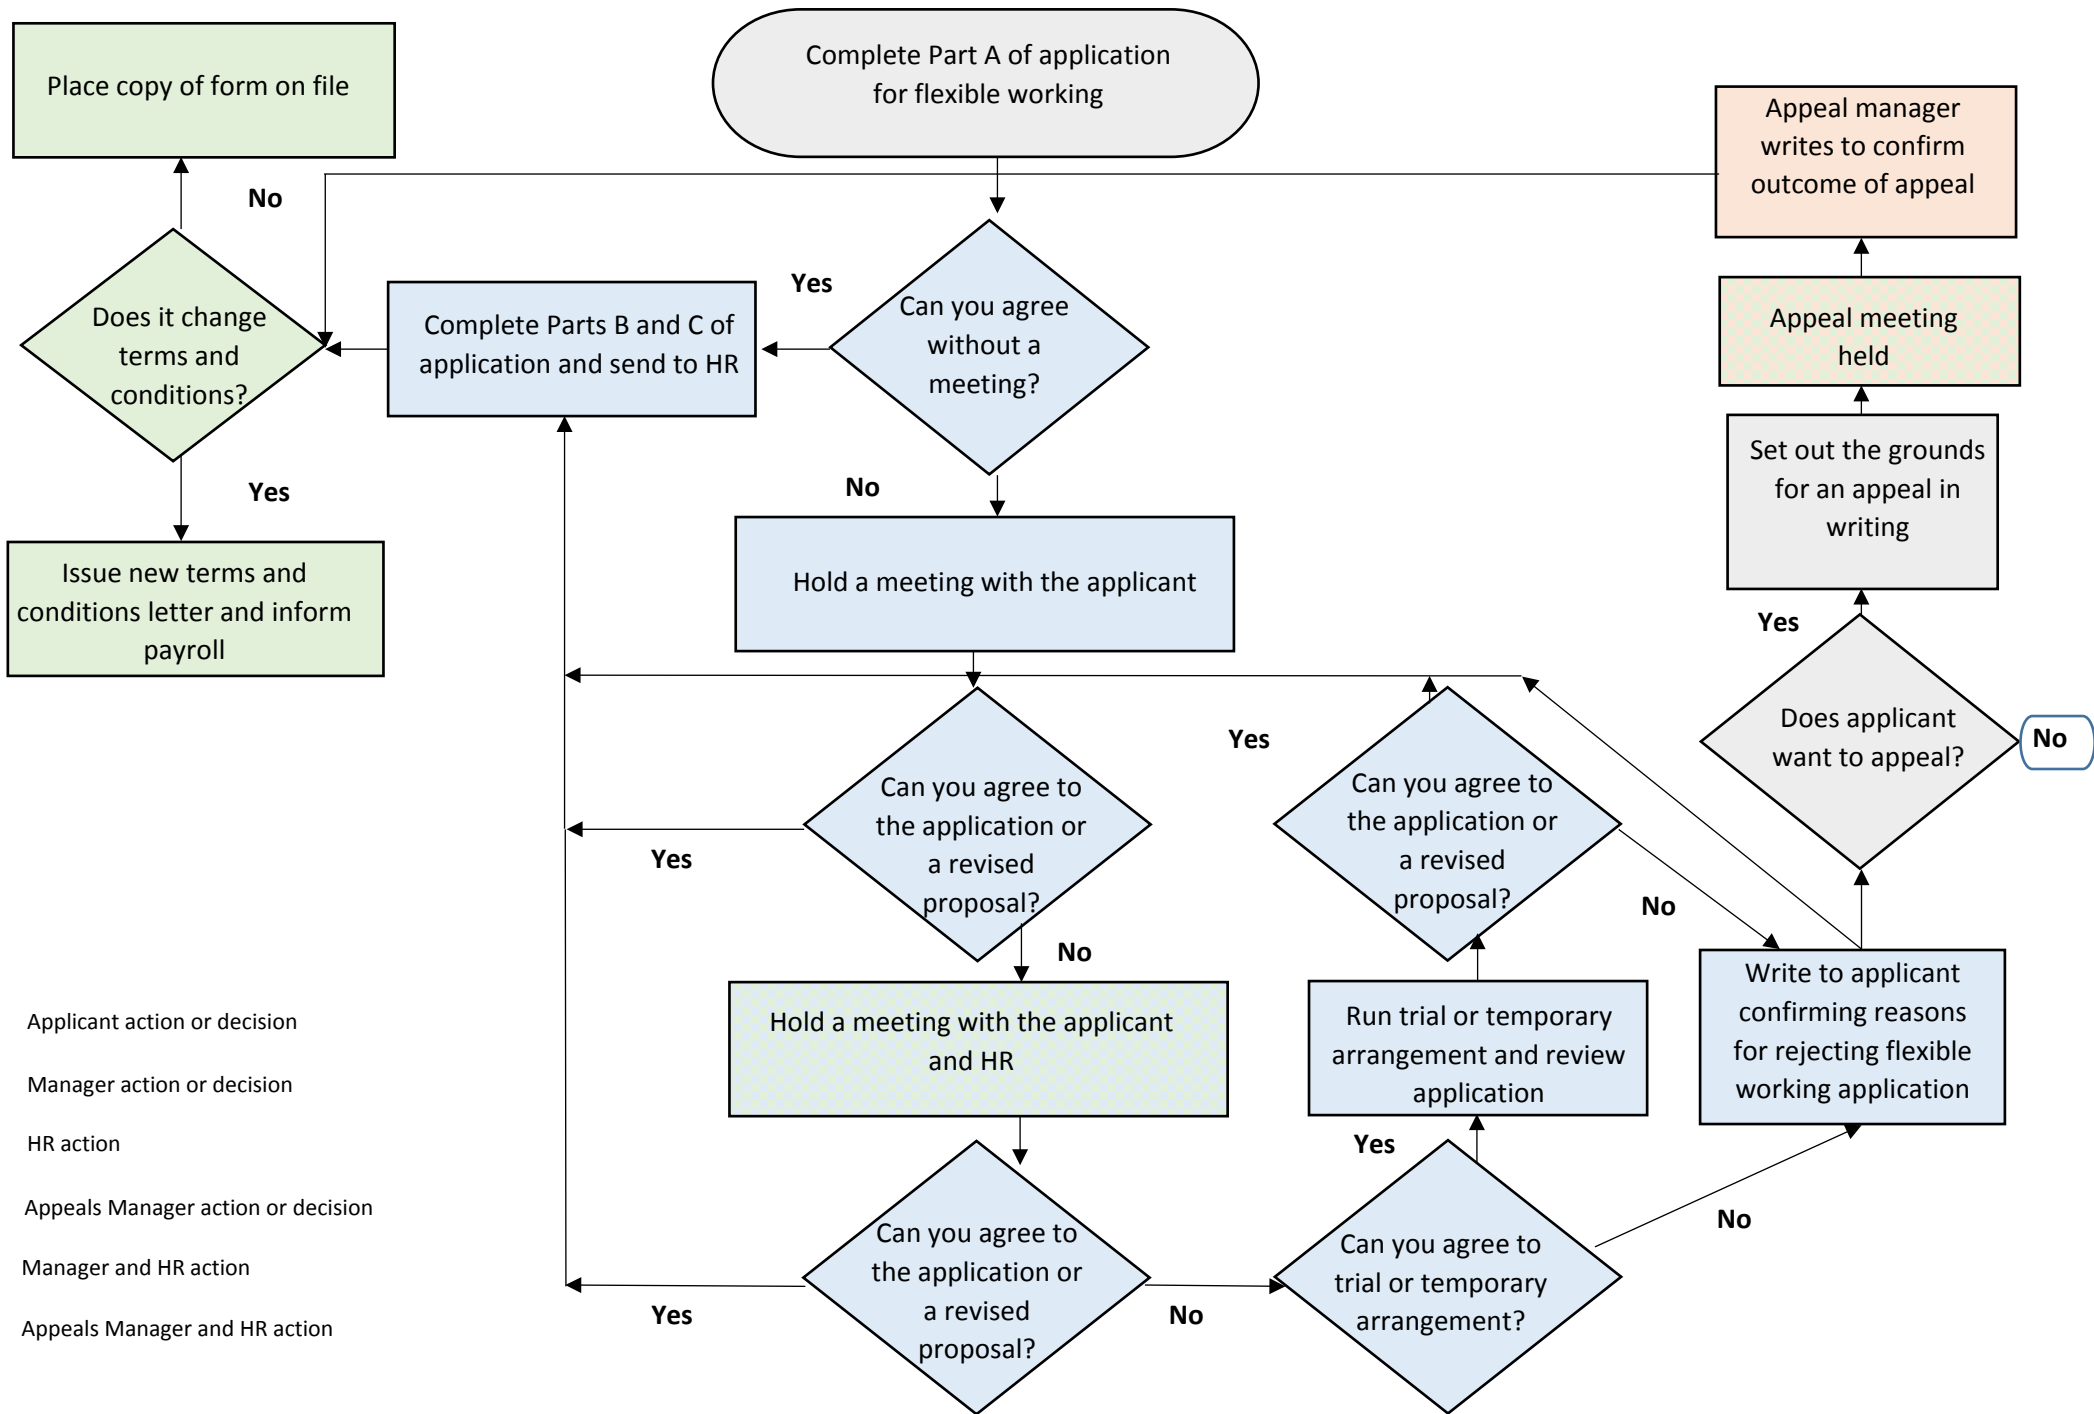 Place copy of form on file
Complete Part A of application
for flexible working
Appeal manager
writes to confirm
outcome of appeal
No
Does it change
terms and
conditions?
Complete Parts B and C of
application and send to HR
Yes
Can you agree
without a
meeting?
Appeal meeting
held
Set out the grounds
for an appeal in
writing
Yes
No
Issue new terms and
conditions letter and inform
payroll
Hold a meeting with the applicant
Yes
Does applicant
want to appeal?
No
Yes
Can you agree to
the application or
a revised
proposal?
Can you agree to
the application or
a revised
proposal?
Yes
No
No
Hold a meeting with the applicant
and HR
Run trial or temporary
arrangement and review
application
Write to applicant
confirming reasons
for rejecting flexible
working application
Yes
Can you agree to
the application or
a revised
proposal?
Can you agree to
trial or temporary
arrangement?
No
Yes
No
Applicant action or decision
Manager action or decision
HR action
Appeals Manager action or decision
Manager and HR action
Appeals Manager and HR action